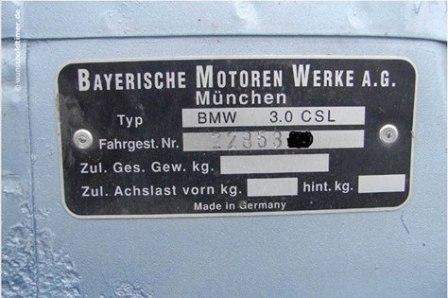 BAYERISCHE MOTOREN WERKE A.G.
München
Typ BMW 3.0 CSL
Fahrgest. Nr.
Zul. Ges. Gew. kg.
Zul. Achslast vorn kg. hint. kg.
Made in Germany